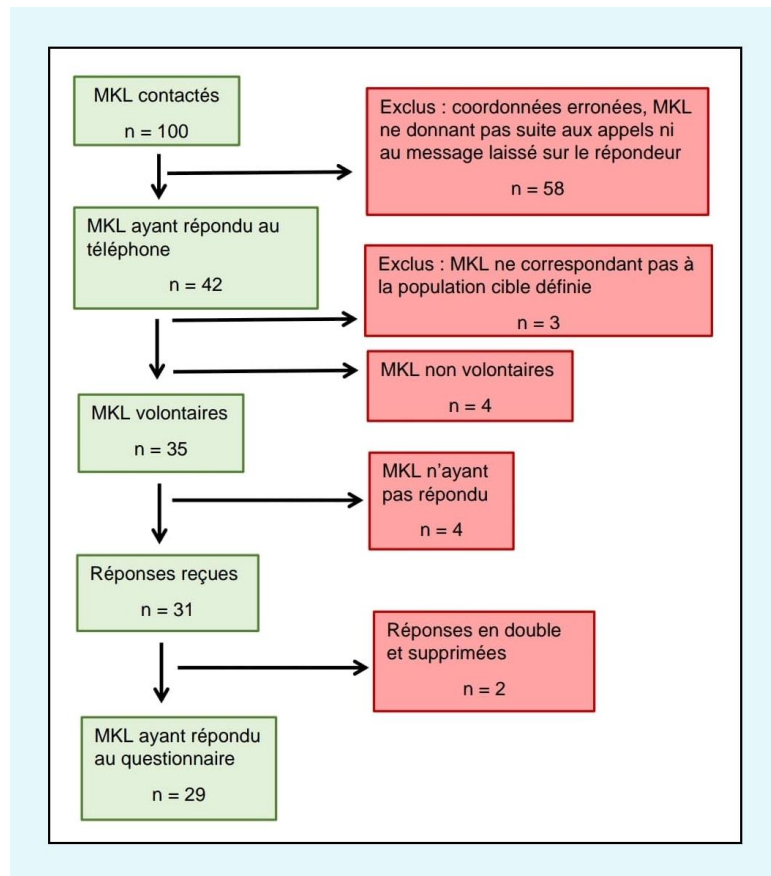 MKL contactés
n = 100
Exclus : coordonnées erronées, MKL
ne donnant pas suite aux appels ni
au message laissé sur le répondeur
n = 58
MKL ayant répondu au
téléphone
n = 42
Exclus : MKL ne correspondant pas à
la population cible définie
n = 3
MKL non volontaires
n = 4
MKL volontaires
n = 35
MKL n'ayant
pas répondu
n = 4
Réponses reçues
n = 31
Réponses en double
et supprimées
n = 2
MKL ayant répondu
au questionnaire
n = 29